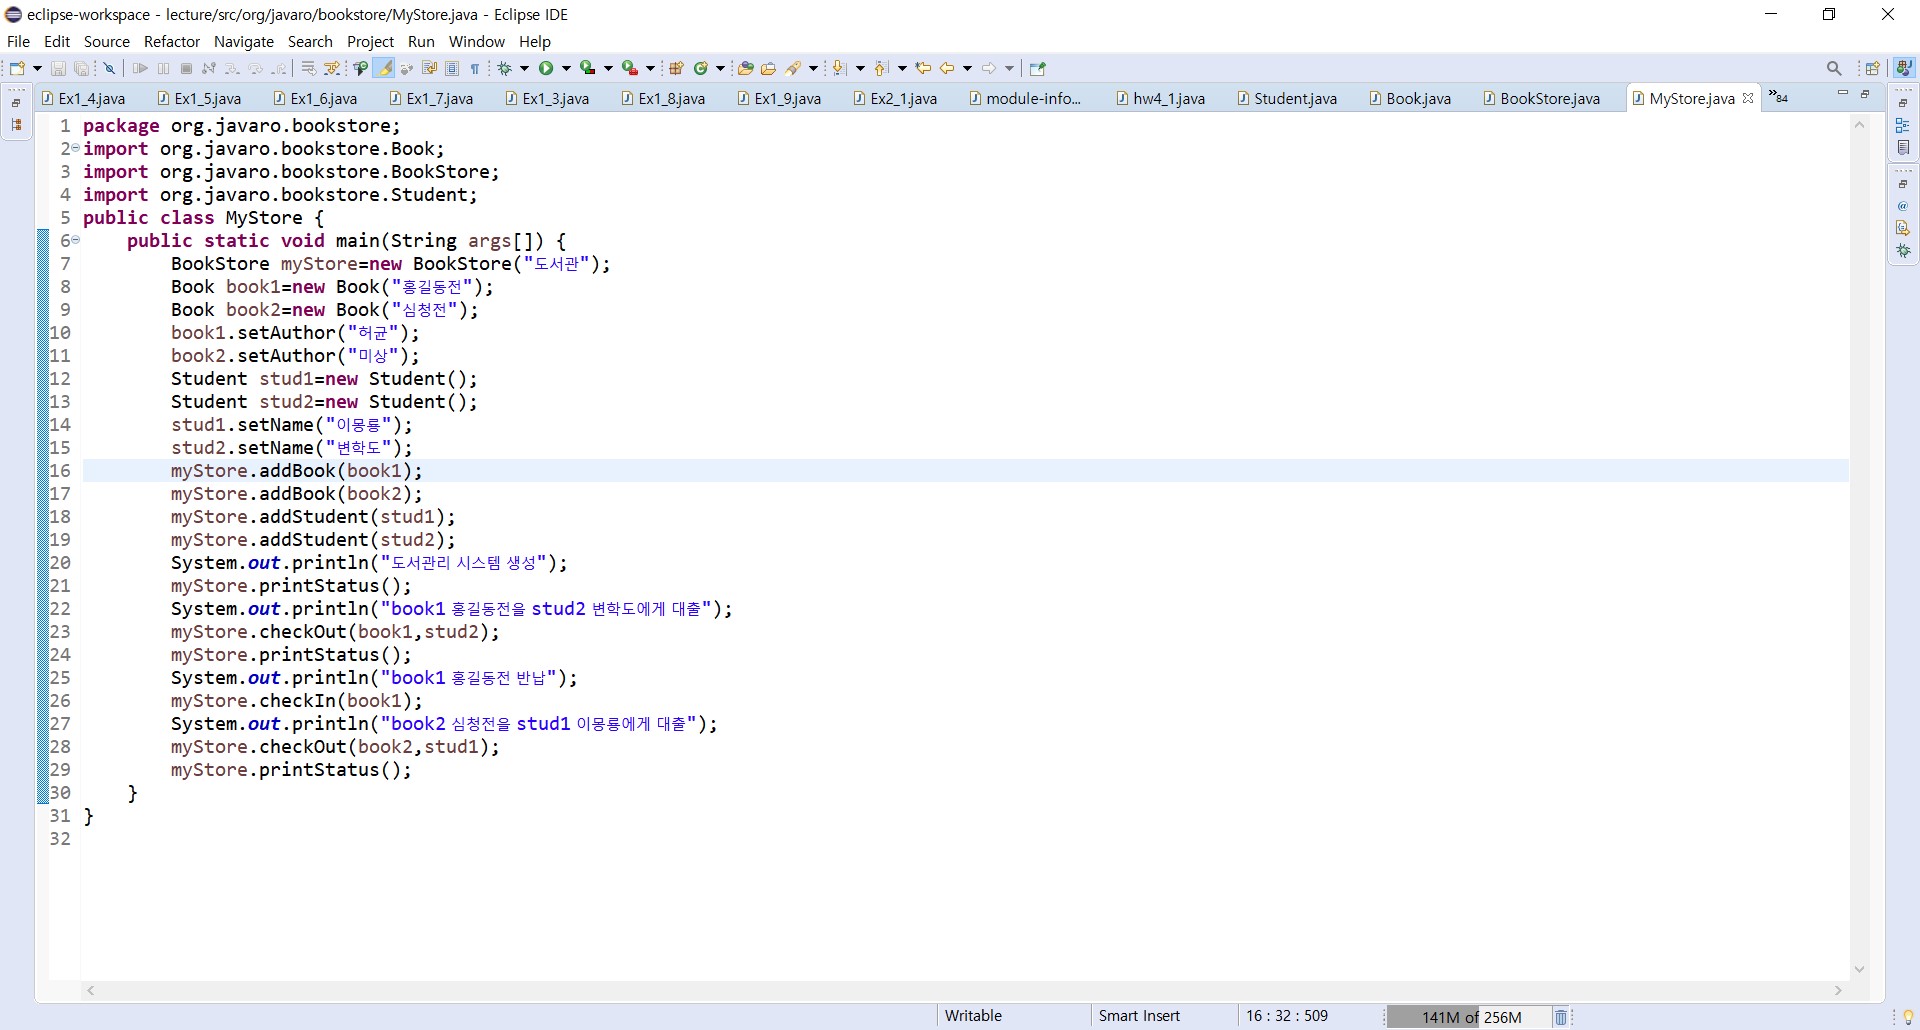 eclipse-workspace - lecture/src/org/javaro/bookstore/MyStore.java - Eclipse IDE
File Edit Source Refactor Navigate Search Project Run Window Help
Ex1_4.java Ex1_5.java Ex1_6.java Ex1_7.java Ex1_3.java Ex1_8.java Ex1_9.java Ex2_1.java module-info... hw4_1.java Student.java Book.java BookStore.java MyStore.java »84
1 package org.javaro.bookstore;
2 import org.javaro.bookstore.Book;
3 import org.javaro.bookstore.BookStore;
4 import org.javaro.bookstore.Student;
5 public class MyStore {
6 public static void main(String args[]) {
7 BookStore myStore=new BookStore("도서관");
8 Book book1=new Book("홍길동전");
9 Book book2=new Book("심청전");
10 book1.setAuthor("허균");
11 book2.setAuthor("미상");
12 Student stud1=new Student();
13 Student stud2=new Student();
14 stud1.setName("이몽룡");
15 stud2.setName("변학도");
16 myStore.addBook(book1);
17 myStore.addBook(book2);
18 myStore.addStudent(stud1);
19 myStore.addStudent(stud2);
20 System.out.println("도서관리 시스템 생성");
21 myStore.printStatus();
22 System.out.println("book1 홍길동전을 stud2 변학도에게 대출");
23 myStore.checkOut(book1,stud2);
24 myStore.printStatus();
25 System.out.println("book1 홍길동전 반납");
26 myStore.checkIn(book1);
27 System.out.println("book2 심청전을 stud1 이몽룡에게 대출");
28 myStore.checkOut(book2,stud1);
29 myStore.printStatus();
30 }
31 }
32
Writable Smart Insert 16 : 32 : 509 141M of 256M